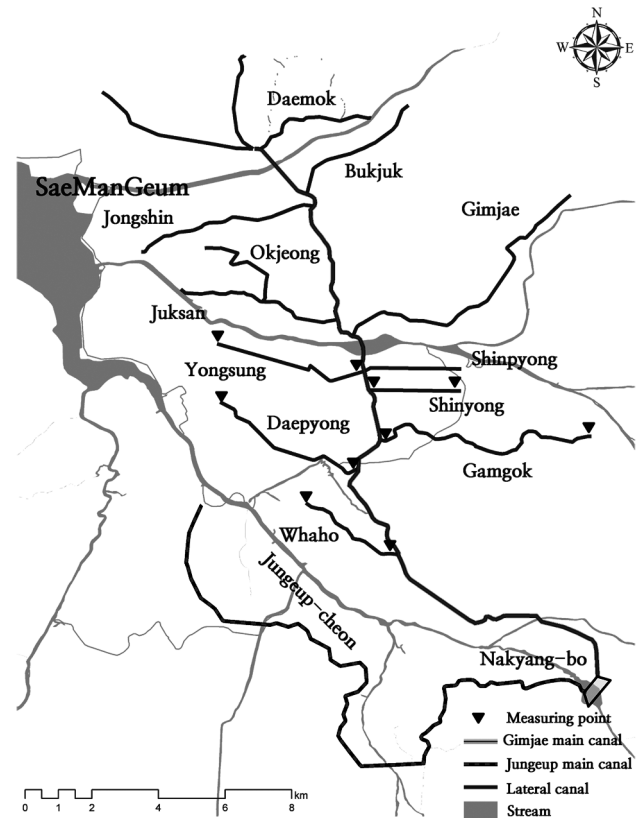 N
W E
S
Daemok
Bukjuk
SaeManGeum
Jongshin
Gimjae
Okjeong
Juksan
Shinpyong
Yongsung
Shinyong
Daepyong
Gamgok
Whaho
Jungeup-cheon
Nakyang-bo
Measuring point
Gimjae main canal
Jungeup main canal
Lateral canal
Stream
km
0 1 2 4 6 8